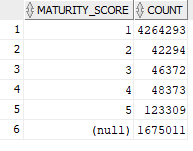 MATURITY_SCORE COUNT
1 1 4264293
2 2 42294
3 3 46372
4 4 48373
5 5 123309
6 (null) 1675011